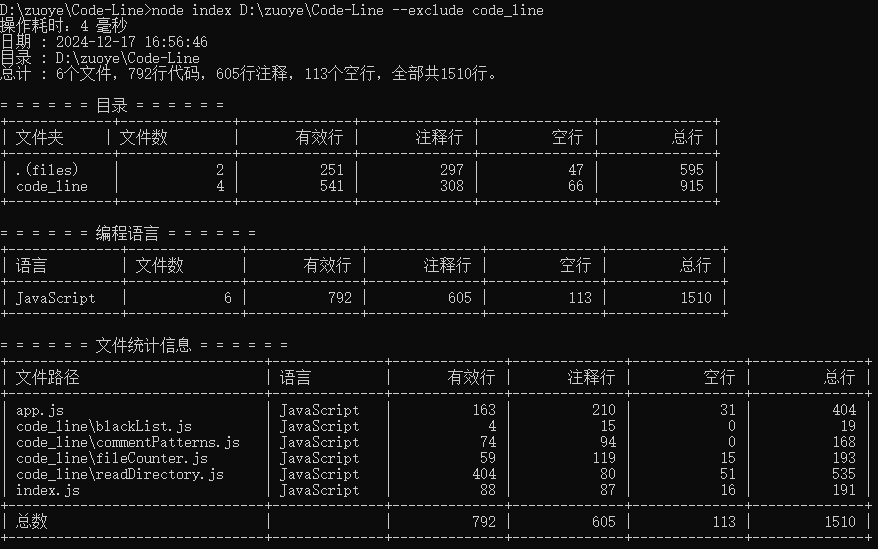 D:\zuoye\Code-Line>node index D:\zuoye\Code-Line --exclude code_line
操作耗时: 4 毫秒
日期 : 2024-12-17 16:56:46
目录 : D:\zuoye\Code-Line
总计 : 6个文件, 792行代码, 605行注释, 113个空行, 全部共1510行。
= = = = = = 目录 = = = = = =
+-------------+--------------+--------------+--------------+--------------+--------------+
| 文件夹 | 文件数 | 有效行 | 注释行 | 空行 | 总行 |
+-------------+--------------+--------------+--------------+--------------+--------------+
| .(files) | 2 | 251 | 297 | 47 | 595 |
| code_line | 4 | 541 | 308 | 66 | 915 |
+-------------+--------------+--------------+--------------+--------------+--------------+
= = = = = = 编程语言 = = = = = =
+--------------+--------------+--------------+--------------+--------------+--------------+
| 语言 | 文件数 | 有效行 | 注释行 | 空行 | 总行 |
+--------------+--------------+--------------+--------------+--------------+--------------+
| JavaScript | 6 | 792 | 605 | 113 | 1510 |
+--------------+--------------+--------------+--------------+--------------+--------------+
= = = = = = 文件统计信息 = = = = = =
+--------------------------------+--------------+--------------+--------------+--------------+--------------+
| 文件路径 | 语言 | 有效行 | 注释行 | 空行 | 总行 |
+--------------------------------+--------------+--------------+--------------+--------------+--------------+
| app.js | JavaScript | 163 | 210 | 31 | 404 |
| code_line\blackList.js | JavaScript | 4 | 15 | 0 | 19 |
| code_line\commentPatterns.js | JavaScript | 74 | 94 | 0 | 168 |
| code_line\fileCounter.js | JavaScript | 59 | 119 | 15 | 193 |
| code_line\readDirectory.js | JavaScript | 404 | 80 | 51 | 535 |
| index.js | JavaScript | 88 | 87 | 16 | 191 |
+--------------------------------+--------------+--------------+--------------+--------------+--------------+
| 总数 | | 792 | 605 | 113 | 1510 |
+--------------------------------+--------------+--------------+--------------+--------------+--------------+